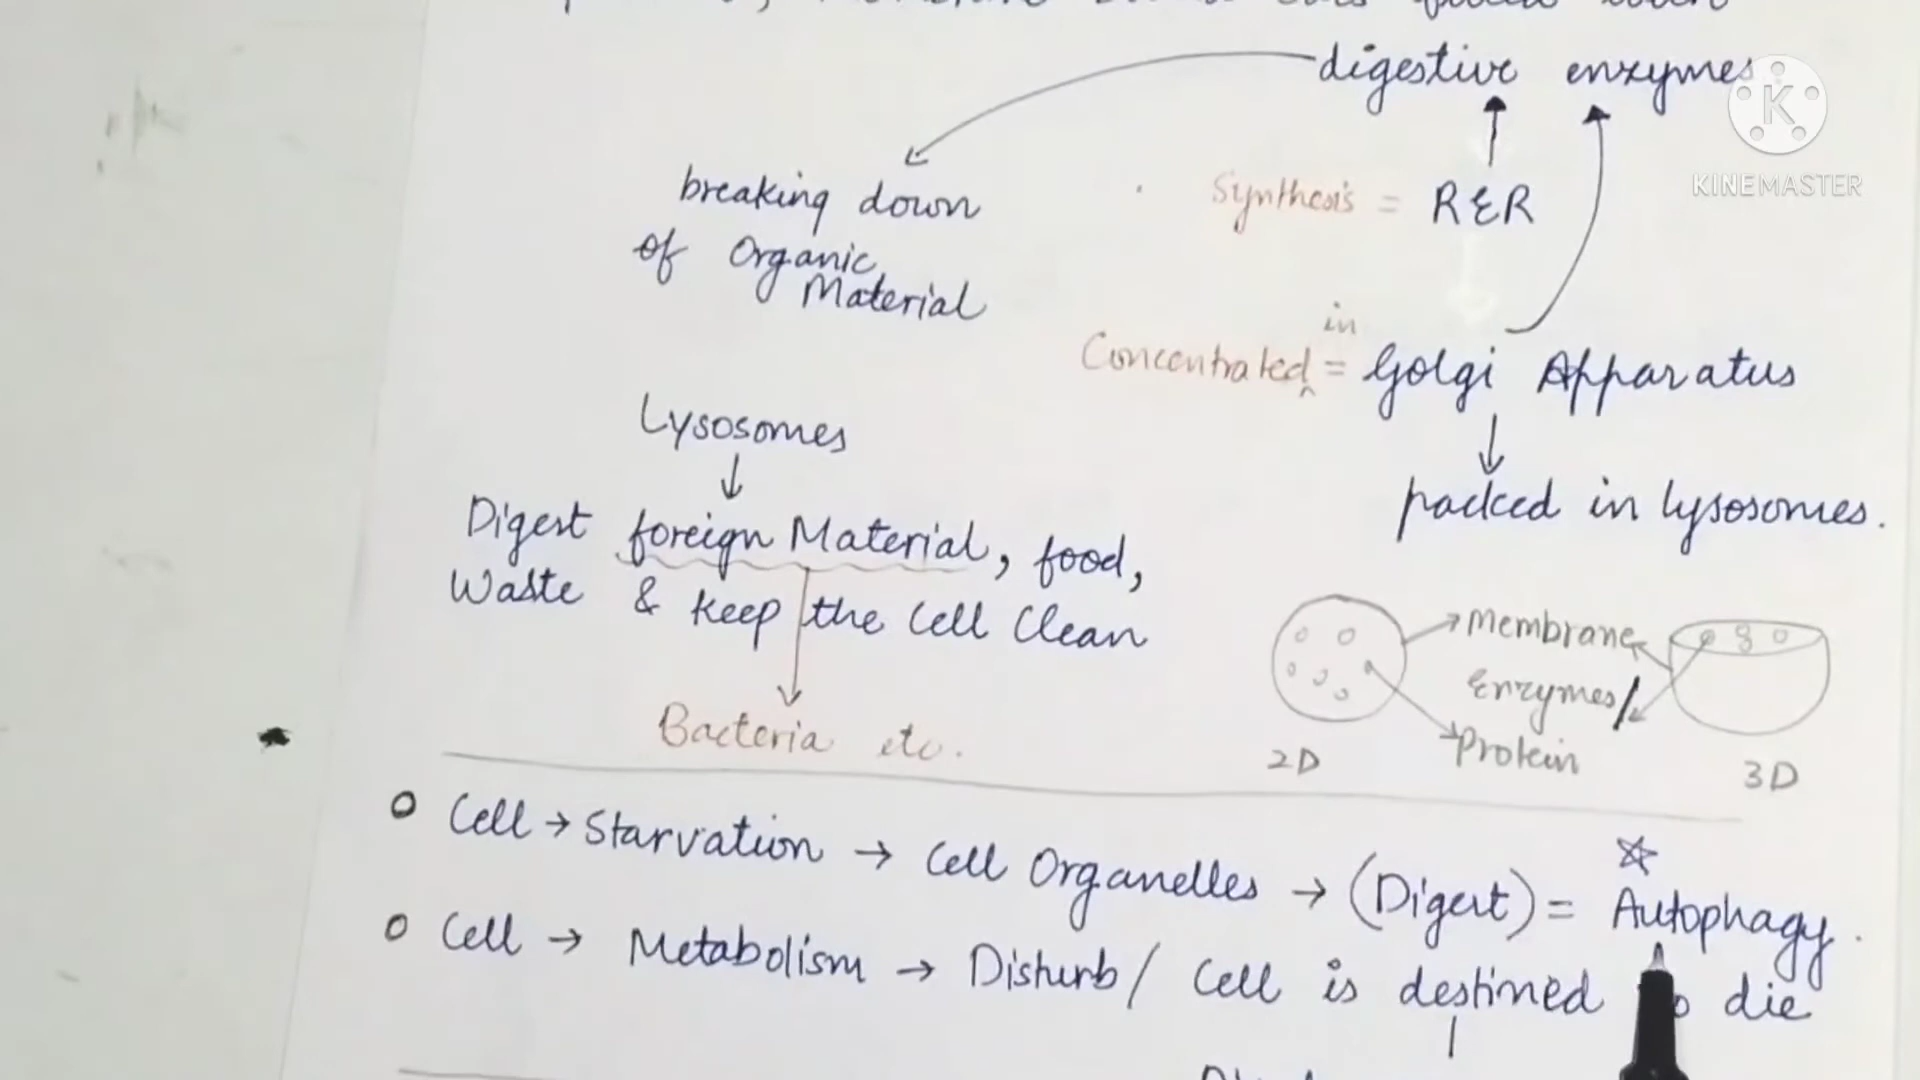 digestive enzymes
KINEMASTER
breaking down
of Organic
Material
Synthesis = RER
in
Concentrated = Golgi Apparatus
packed in lysosomes.
Lysosomes
Digest foreign Material, food,
Waste & keep the Cell Clean
Bacteria etc.
Membrane
Enzymes/
Protein
2D
3D
Cell → Starvation → Cell Organelles → (Digest) = Autophagy.
Cell → Metabolism → Disturb/ Cell is destined to die